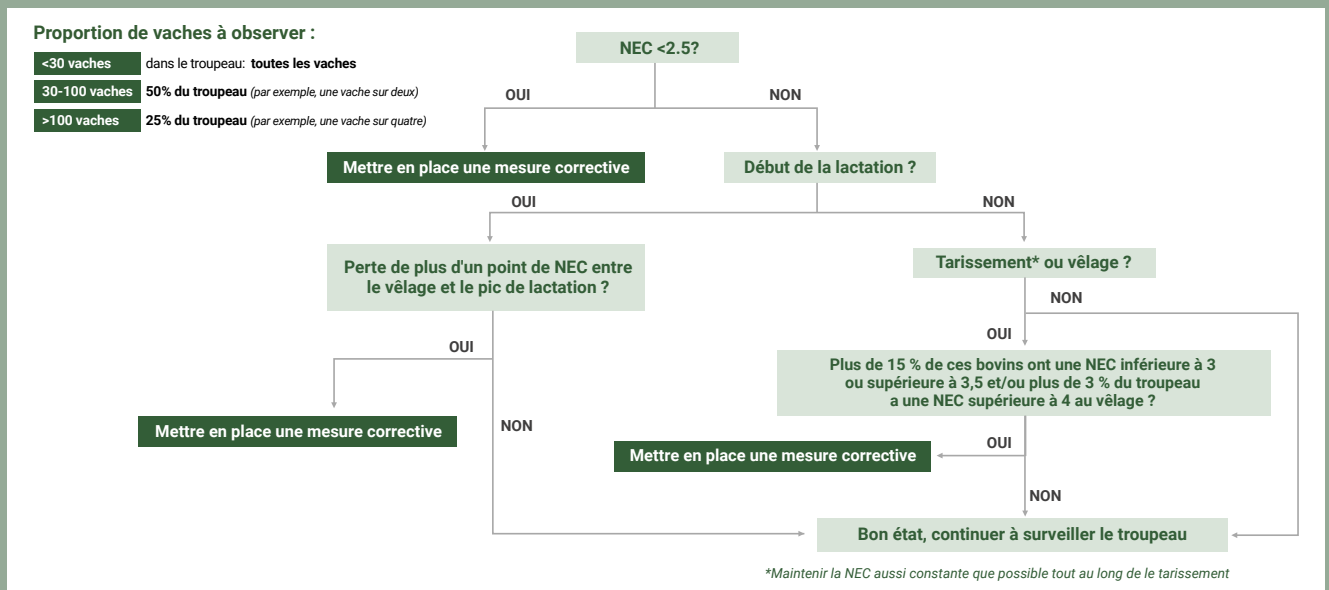 Proportion de vaches à observer :
<30 vaches dans le troupeau: toutes les vaches
30-100 vaches 50% du troupeau (par exemple, une vache sur deux)
>100 vaches 25% du troupeau (par exemple, une vache sur quatre)
NEC <2.5?
OUI
NON
Mettre en place une mesure corrective
Début de la lactation ?
OUI
NON
Perte de plus d'un point de NEC entre
le vêlage et le pic de lactation ?
Tarissement* ou vêlage ?
NON
OUI
OUI
Plus de 15 % de ces bovins ont une NEC inférieure à 3
ou supérieure à 3,5 et/ou plus de 3 % du troupeau
a une NEC supérieure à 4 au vêlage ?
Mettre en place une mesure corrective
NON
OUI
Mettre en place une mesure corrective
NON
Bon état, continuer à surveiller le troupeau
*Maintenir la NEC aussi constante que possible tout au long de le tarissement